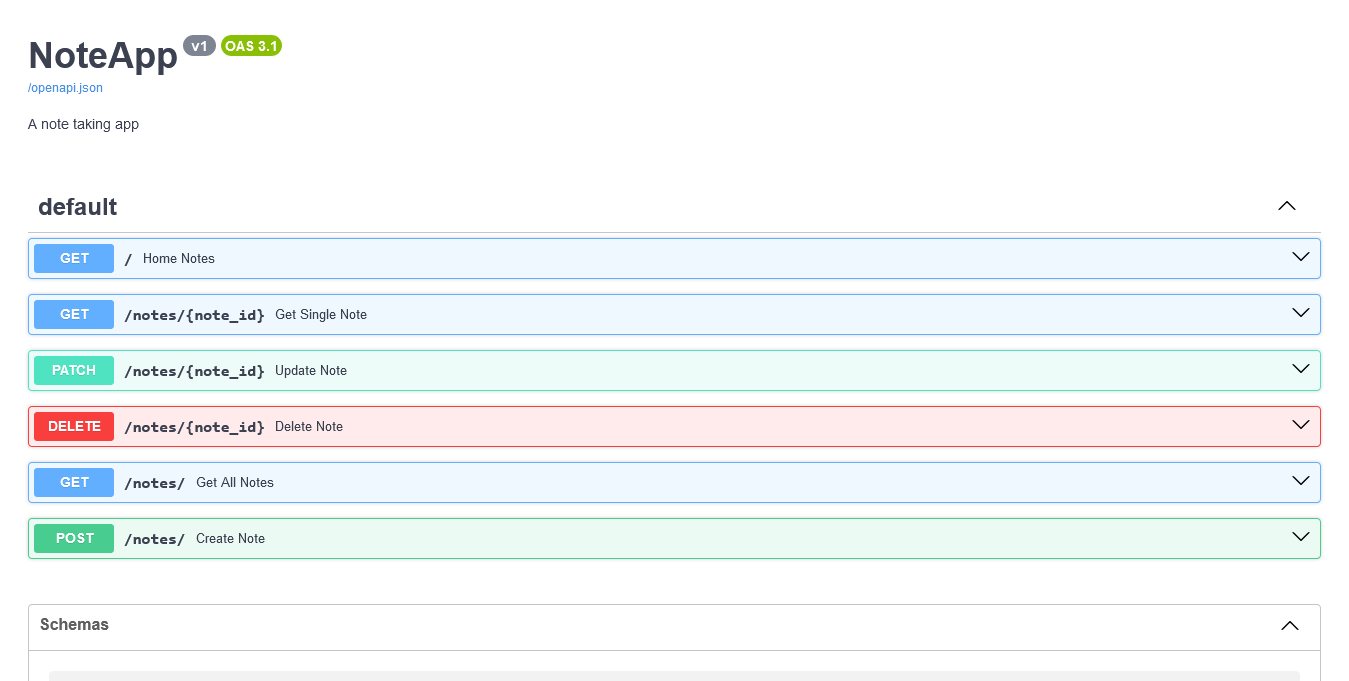 NoteApp v1 OAS 3.1
/openapi.json
A note taking app
default
GET / Home Notes
GET /notes/{note_id} Get Single Note
PATCH /notes/{note_id} Update Note
DELETE /notes/{note_id} Delete Note
GET /notes/ Get All Notes
POST /notes/ Create Note
Schemas